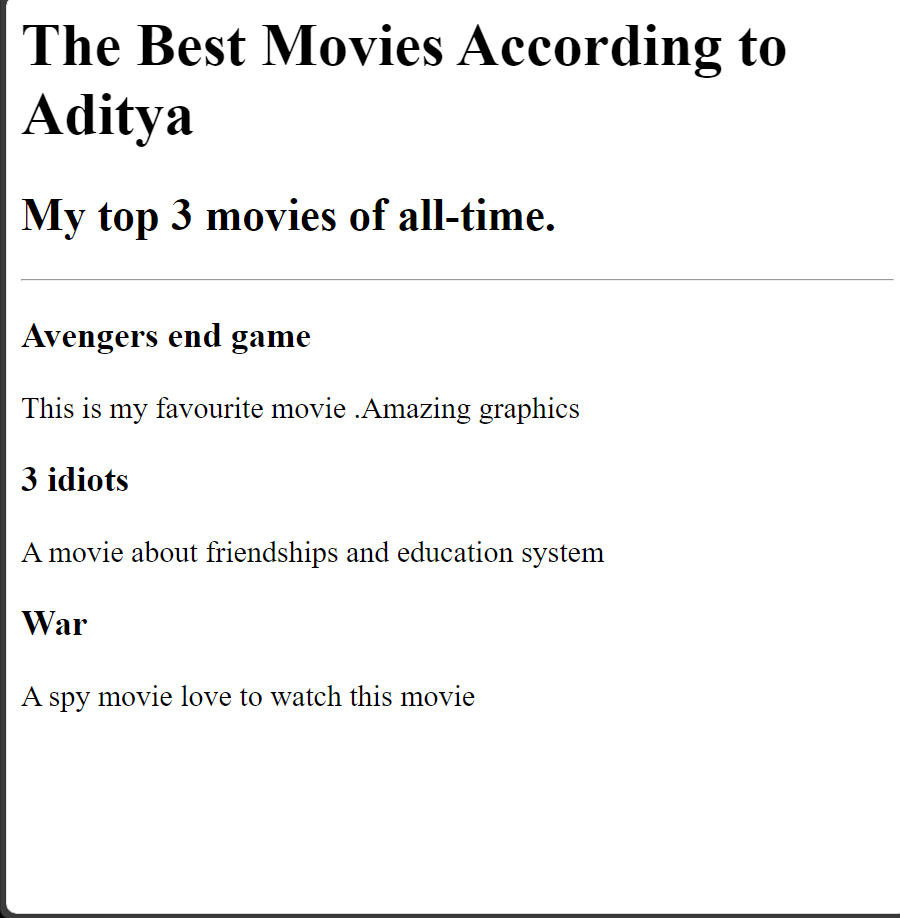 The Best Movies According to
Aditya
My top 3 movies of all-time.
Avengers end game
This is my favourite movie .Amazing graphics
3 idiots
A movie about friendships and education system
War
A spy movie love to watch this movie